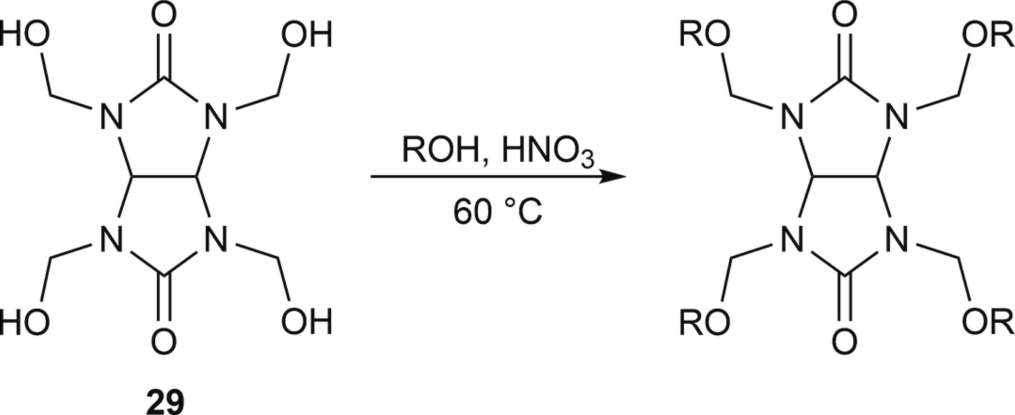 O O
HO OH RO OR
N N N N
ROH, HNO₃
60 °C
N N N N
HO OH RO OR
O O
29